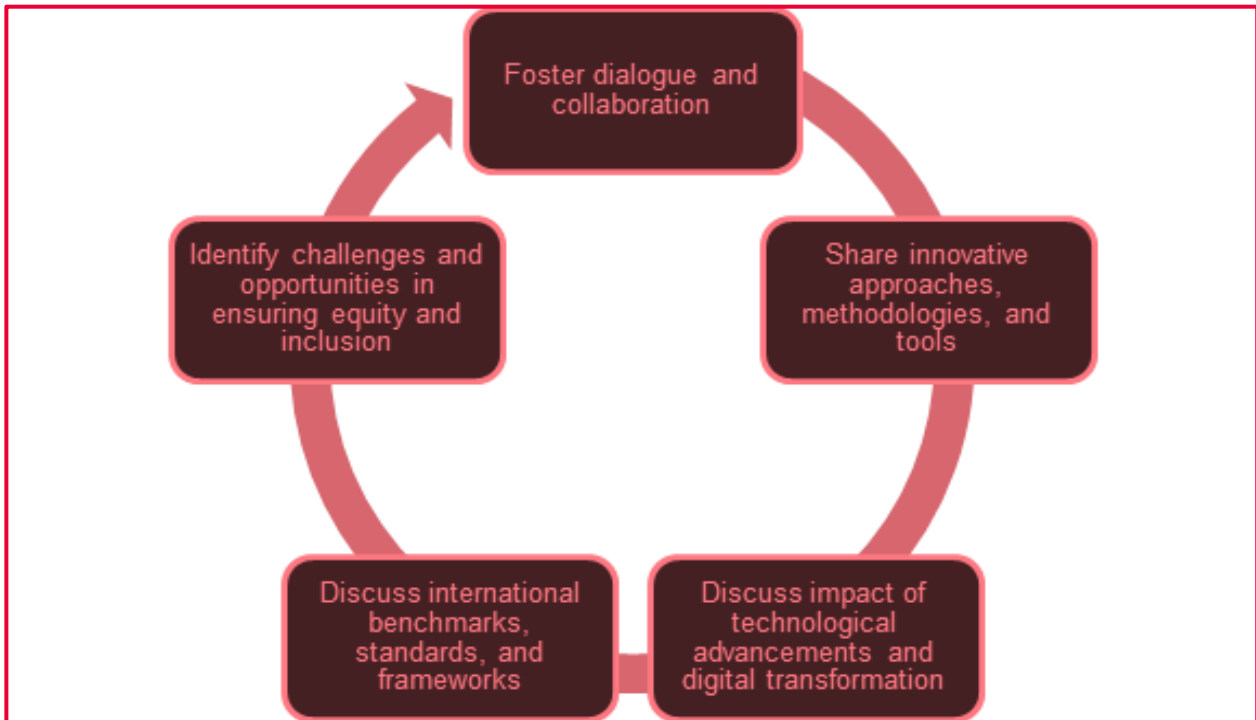 Foster dialogue and
collaboration
Share innovative
approaches,
methodologies, and
tools
Discuss impact of
technological
advancements and
digital transformation
Discuss international
benchmarks,
standards, and
frameworks
Identify challenges and
opportunities in
ensuring equity and
inclusion